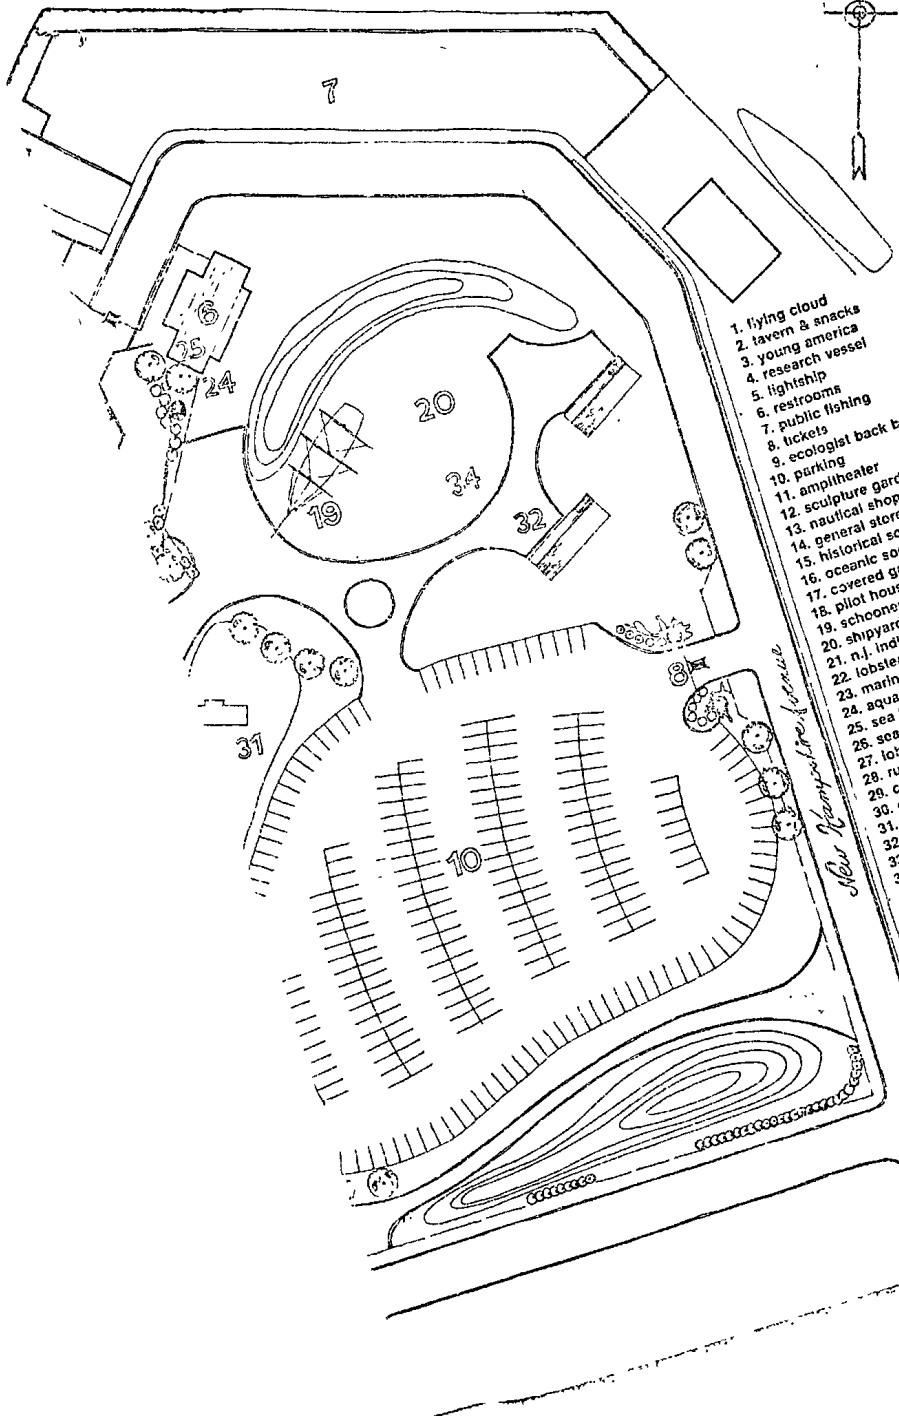 7
1. flying cloud
2. tavern & snacks
3. young america
4. research vessel
5. lightship
6. restrooms
7. public fishing
8. tickets
9. ecologist back b
10. parking
11. ampitheater
12. sculpture gard
13. nautical shop
14. general store
15. historical so
16. oceanic so
17. covered ga
18. pilot hous
19. schoone
20. shipyard
21. n.j. ind
22. lobste
23. marin
24. aqua
25. sea
26. sea
27. lob
28. ru
29. c
30.
31.
32
33
6
25
24
20
34
19
32
8
31
10
New Hampshire Avenue